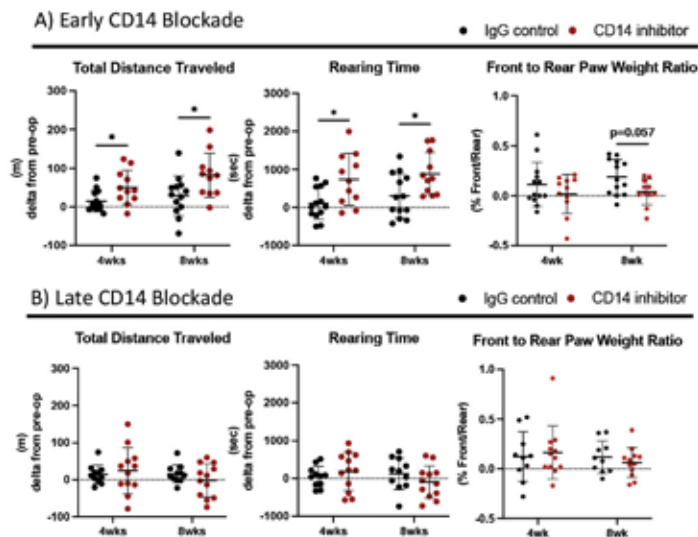 A) Early CD14 Blockade
IgG control CD14 inhibitor
Total Distance Traveled
Rearing Time
Front to Rear Paw Weight Ratio
(m)
delta from pre-op
300
200
100
0
-100
4wks 8wks
*
*
(sec)
delta from pre-op
3000
2000
1000
0
1000
4wks 8wks
*
*
(% Front/Rear)
1.0
0.5
0.0
-0.5
4wk 8wk
p=0.057
B) Late CD14 Blockade
IgG control CD14 inhibitor
Total Distance Traveled
Rearing Time
Front to Rear Paw Weight Ratio
(m)
delta from pre-op
300
200
100
0
-100
4wks 8wks
(sec)
delta from pre-op
3000
2000
1000
0
-1000
4wks 8wks
(% Front/Rear)
1.0
0.5
0.0
-0.5
4wk 8wk